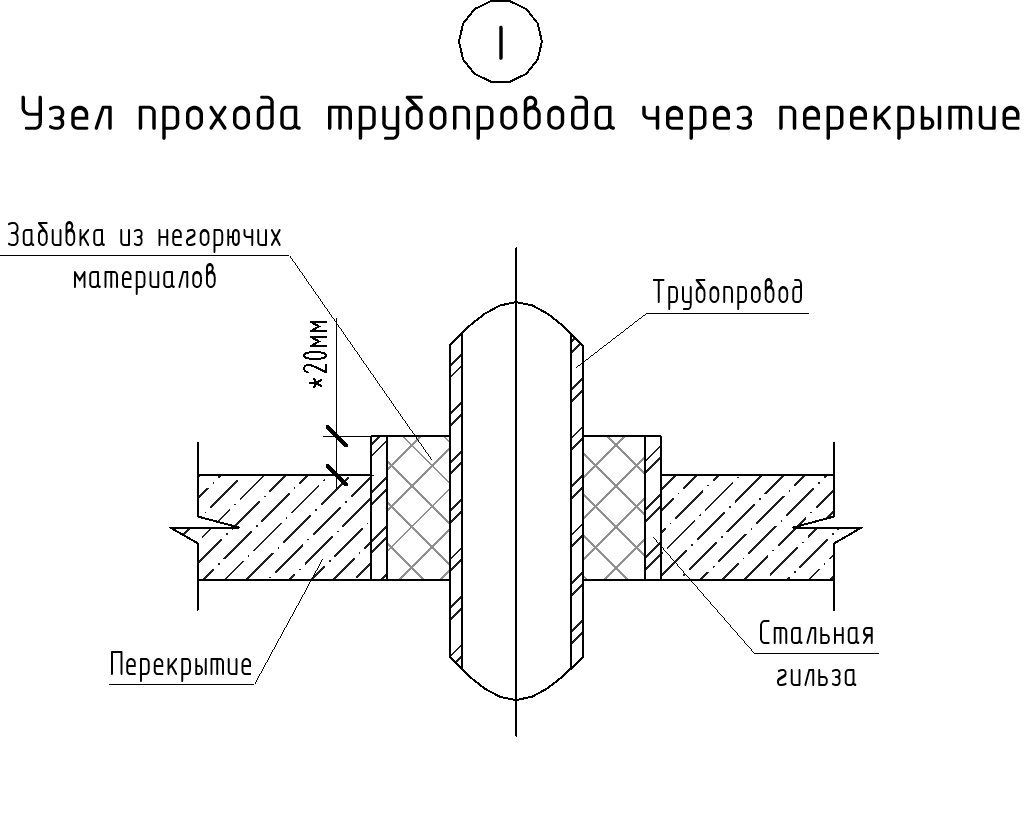 I
Узел прохода трубопровода через перекрытие
Забивка из негорючих
материалов
Трубопровод
*20мм
Перекрытие
Стальная
гильза